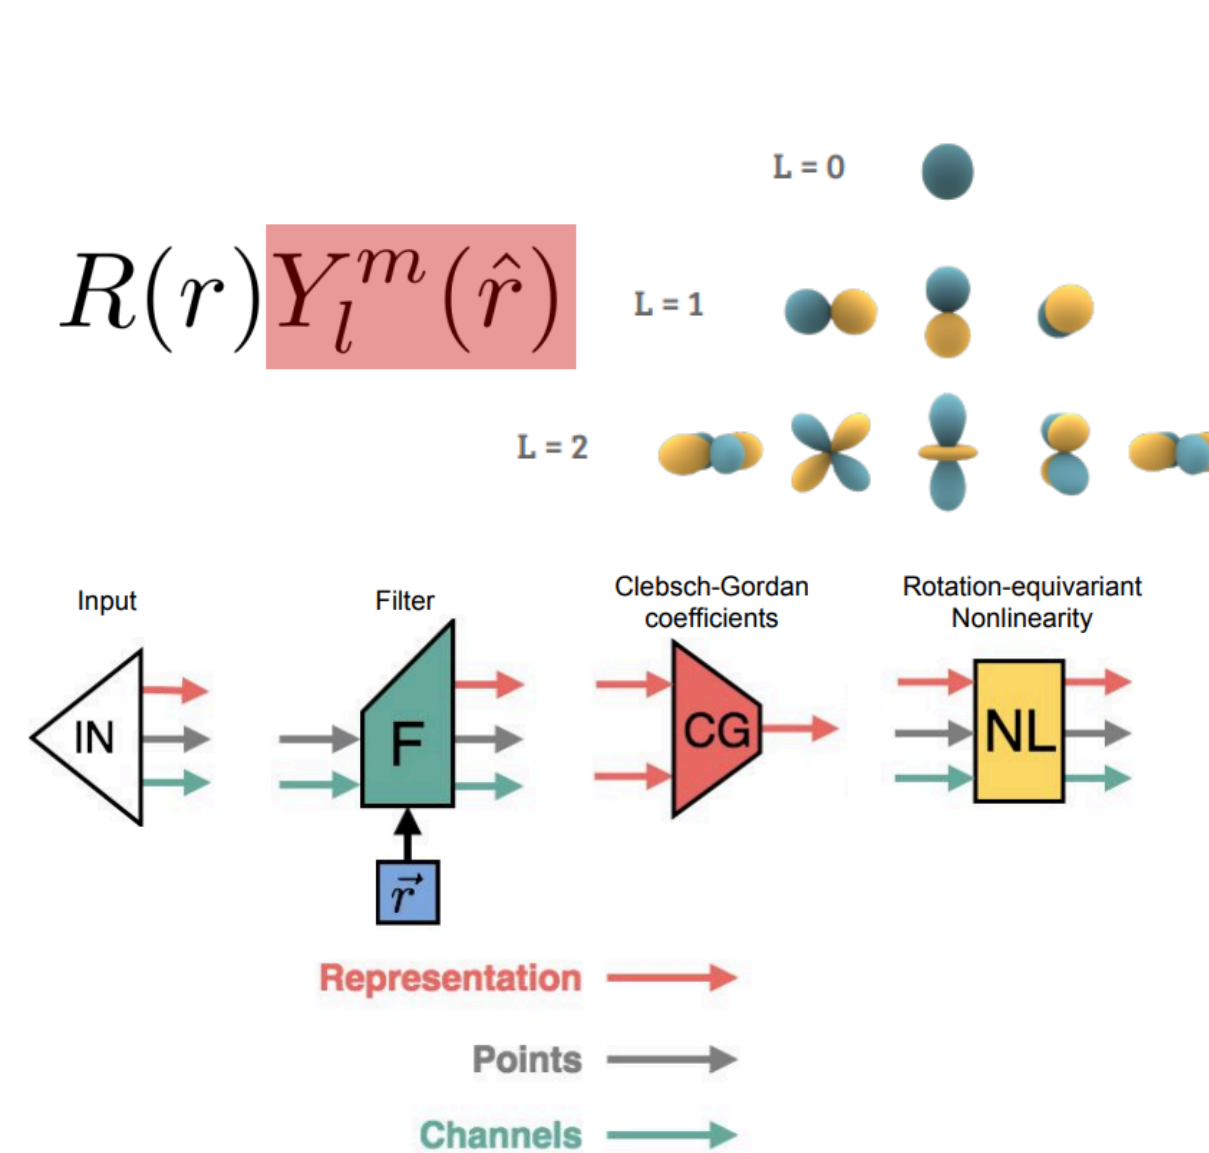 L = 0
R(r)Y_l^m(r̂)
L = 1
L = 2
Input
Filter
Clebsch-Gordan
coefficients
Rotation-equivariant
Nonlinearity
IN
F
CG
NL
r⃗
Representation
Points
Channels